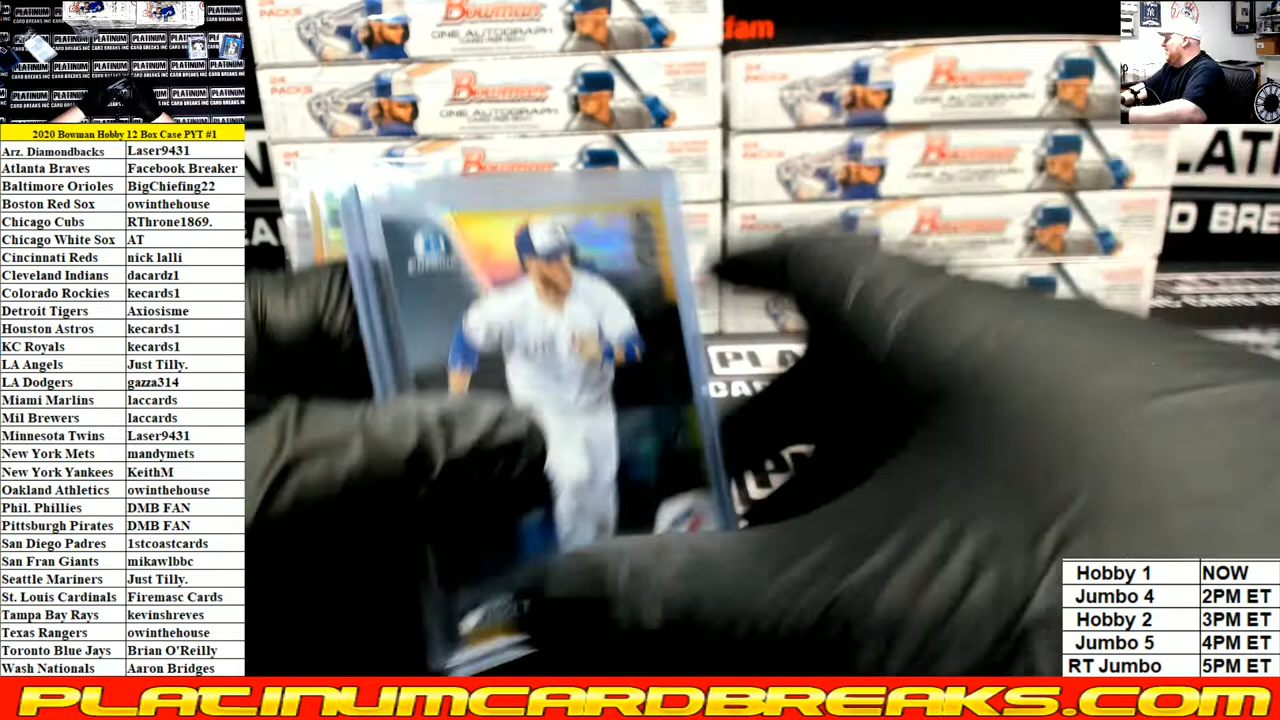 2020 Bowman Hobby 12 Box Case PYT #1
Arz. Diamondbacks Laser9431
Atlanta Braves Facebook Breaker
Baltimore Orioles BigChiefing22
Boston Red Sox owinthehouse
Chicago Cubs RThrone1869.
Chicago White Sox AT
Cincinnati Reds nick lalli
Cleveland Indians dacardz1
Colorado Rockies kecards1
Detroit Tigers Axiosisme
Houston Astros kecards1
KC Royals kecards1
LA Angels Just Tilly.
LA Dodgers gazza314
Miami Marlins laccards
Mil Brewers laccards
Minnesota Twins Laser9431
New York Mets mandymets
New York Yankees KeithM
Oakland Athletics owinthehouse
Phil. Phillies DMB FAN
Pittsburgh Pirates DMB FAN
San Diego Padres 1stcoastcards
San Fran Giants mikawlbbc
Seattle Mariners Just Tilly.
St. Louis Cardinals Firemasc Cards
Tampa Bay Rays kevinshreves
Texas Rangers owinthehouse
Toronto Blue Jays Brian O'Reilly
Wash Nationals Aaron Bridges
Bowman
ONE AUTOGRAPH
24 PACKS
Bowman
ONE AUTOGRAPH
Bowman
Bowman
Bowman
Bowman
Hobby 1 NOW
Jumbo 4 2PM ET
Hobby 2 3PM ET
Jumbo 5 4PM ET
RT Jumbo 5PM ET
PLATINUMCARDBREAKS.COM